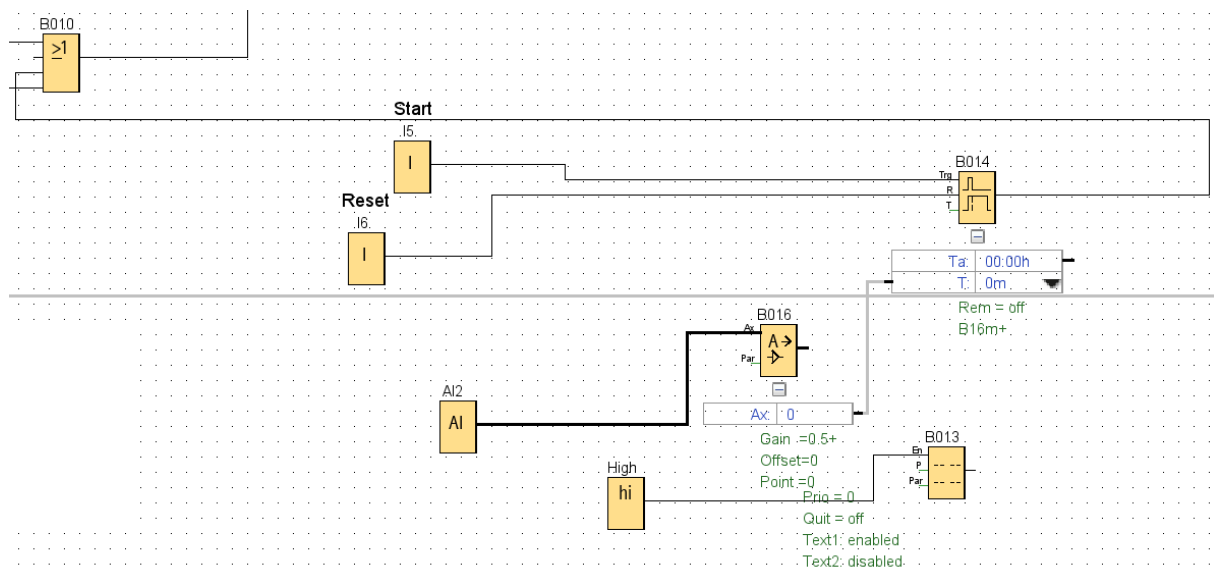 B010
≥1
Start
I5
I
B014
Trg
R
T
Reset
I6
I
Ta: 00:00h
T: 0m
Rem = off
B16m+
B016
Ax
A→
Par
AI2
AI
Ax: 0
Gain =0.5+
Offset=0
Point =0
B013
En
P
Par
High
hi
Prio = 0
Quit = off
Text1: enabled
Text2: disabled